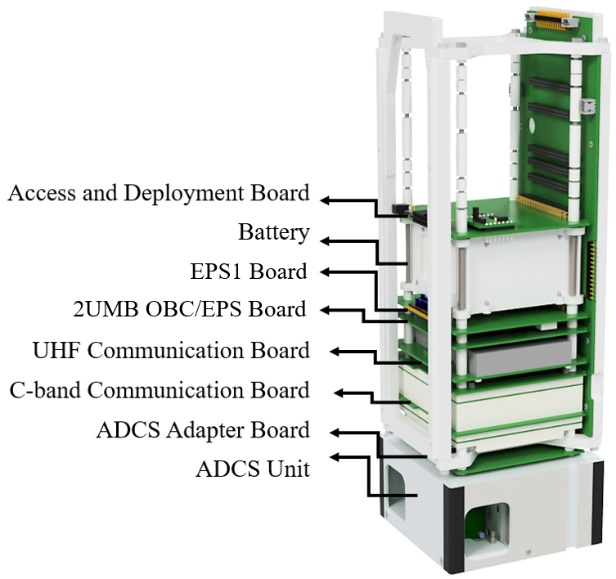 Access and Deployment Board
Battery
EPS1 Board
2UMB OBC/EPS Board
UHF Communication Board
C-band Communication Board
ADCS Adapter Board
ADCS Unit